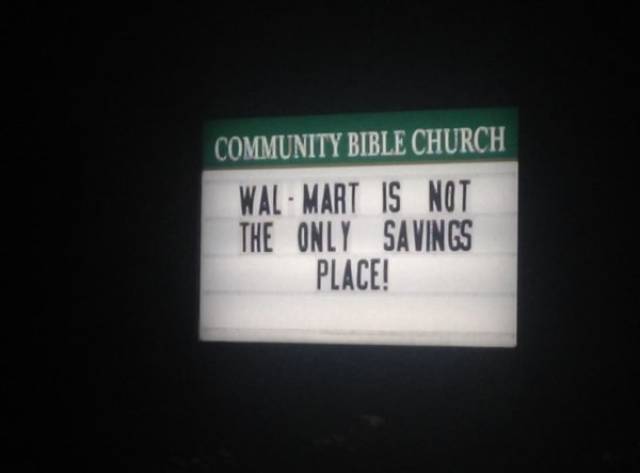 COMMUNITY BIBLE CHURCH
WAL-MART IS NOT
THE ONLY SAVINGS
PLACE!